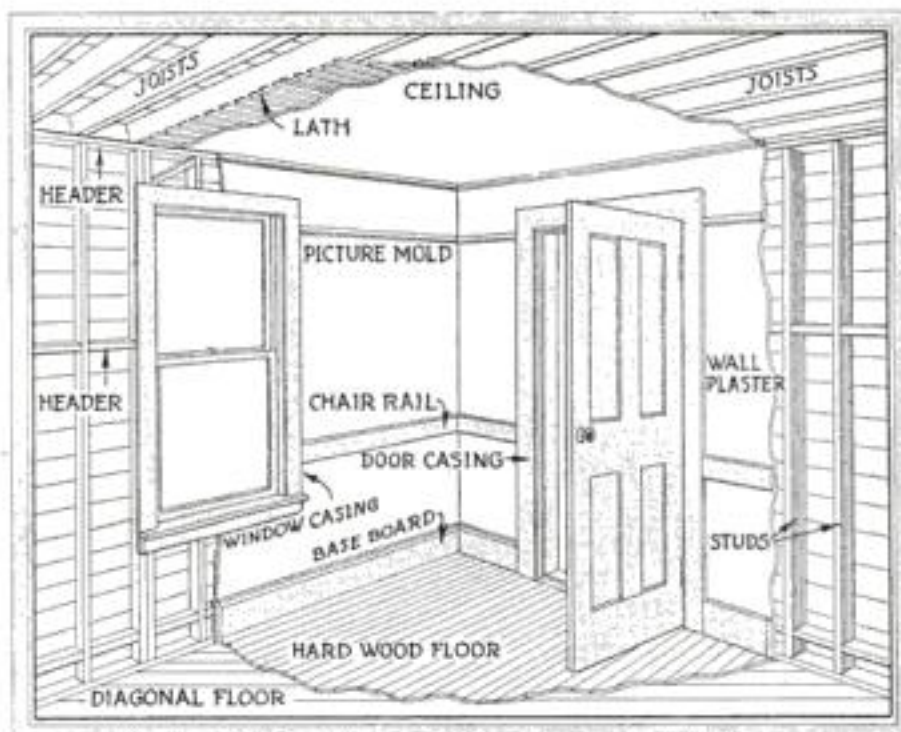 JOISTS
CEILING
JOISTS
LATH
HEADER
PICTURE MOLD
WALL
PLASTER
HEADER
CHAIR RAIL
DOOR CASING
WINDOW CASING
BASE BOARD
STUDS
HARD WOOD FLOOR
DIAGONAL FLOOR